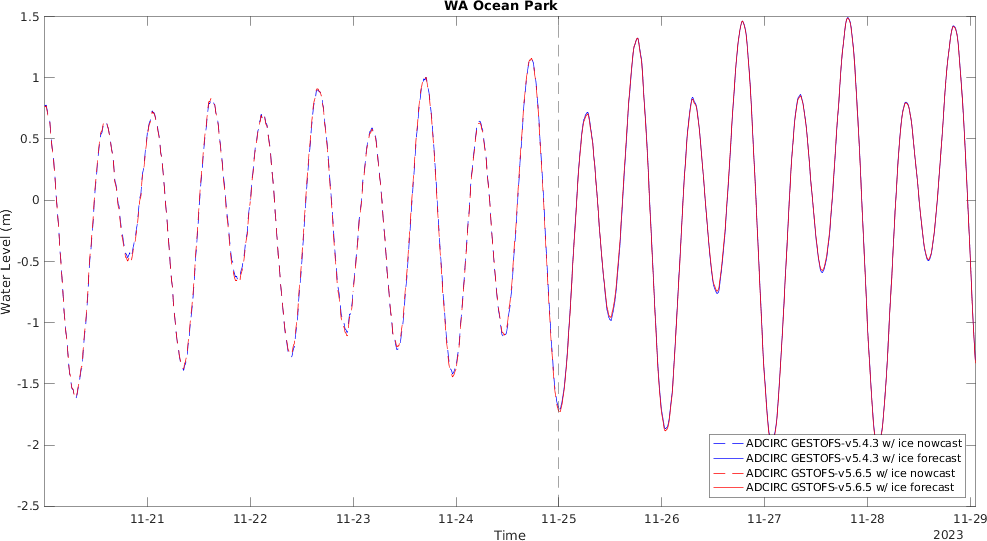 WA Ocean Park
1.5
1
0.5
0
-0.5
-1
-1.5
-2
-2.5
Water Level (m)
ADCIRC GESTOFS-v5.4.3 w/ ice nowcast
ADCIRC GESTOFS-v5.4.3 w/ ice forecast
ADCIRC GSTOFS-v5.6.5 w/ ice nowcast
ADCIRC GSTOFS-v5.6.5 w/ ice forecast
11-21 11-22 11-23 11-24 11-25 11-26 11-27 11-28 11-29
Time
2023